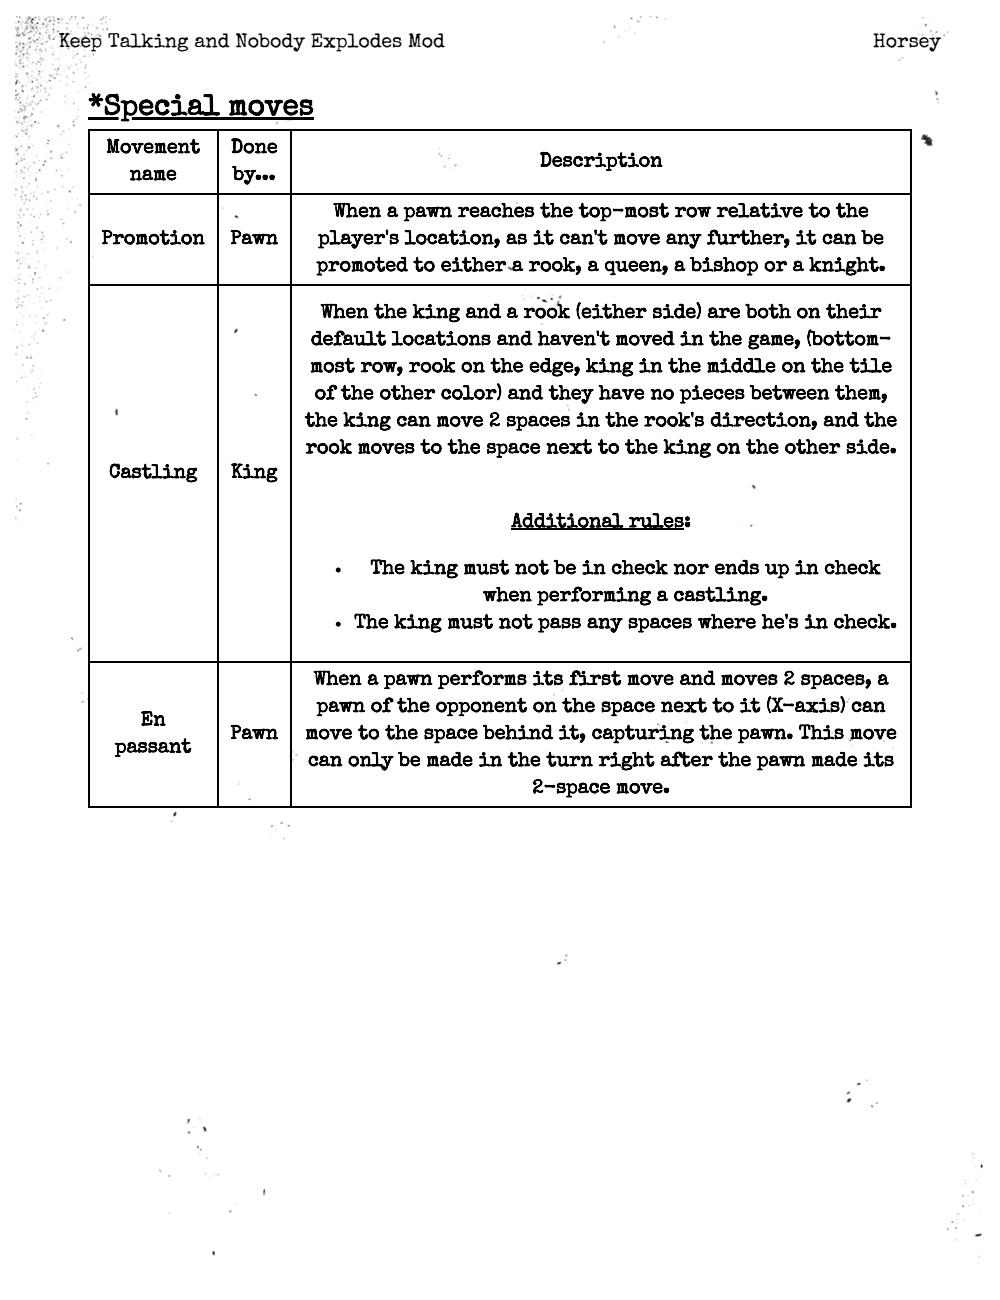 Keep Talking and Nobody Explodes Mod
Horsey
*Special moves
Movement
name
Done
by...
Description
Promotion
Pawn
When a pawn reaches the top-most row relative to the
player's location, as it can't move any further, it can be
promoted to either a rook, a queen, a bishop or a knight.
Castling
King
When the king and a rook (either side) are both on their
default locations and haven't moved in the game, (bottom-
most row, rook on the edge, king in the middle on the tile
of the other color) and they have no pieces between them,
the king can move 2 spaces in the rook's direction, and the
rook moves to the space next to the king on the other side.
Additional rules:
• The king must not be in check nor ends up in check
when performing a castling.
• The king must not pass any spaces where he's in check.
En
passant
Pawn
When a pawn performs its first move and moves 2 spaces, a
pawn of the opponent on the space next to it (X-axis) can
move to the space behind it, capturing the pawn. This move
can only be made in the turn right after the pawn made its
2-space move.